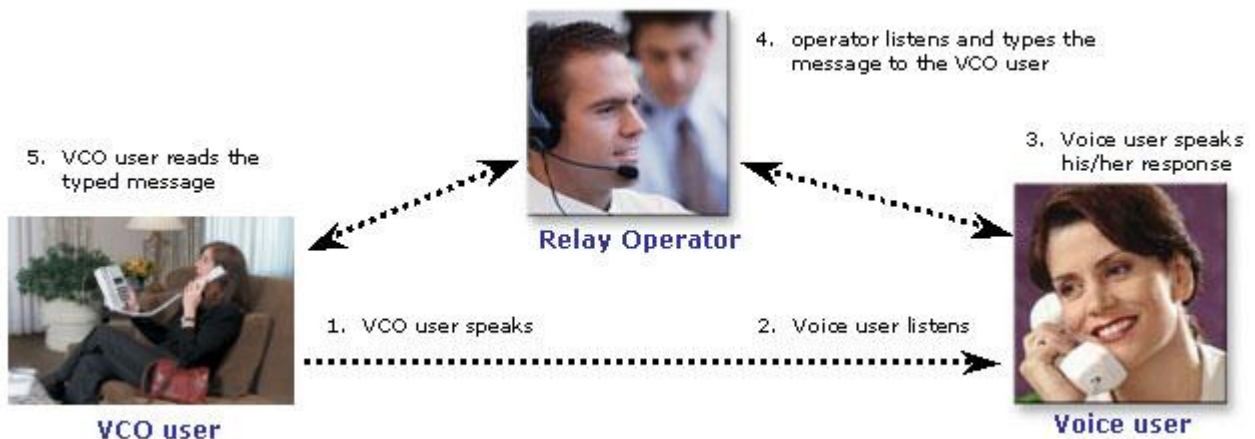 4. operator listens and types the
message to the VCO user
3. Voice user speaks
his/her response
5. VCO user reads the
typed message
Relay Operator
1. VCO user speaks
2. Voice user listens
VCO user
Voice user